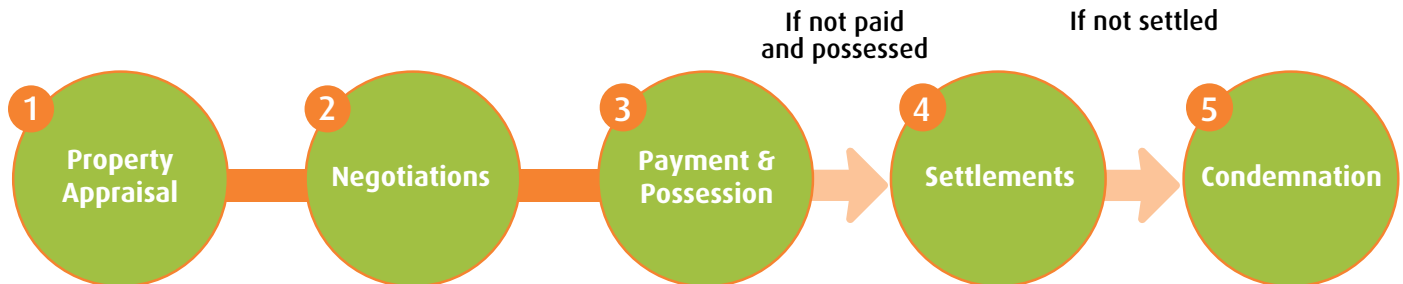 If not paid
and possessed
If not settled
1
Property
Appraisal
2
Negotiations
3
Payment &
Possession
4
Settlements
5
Condemnation